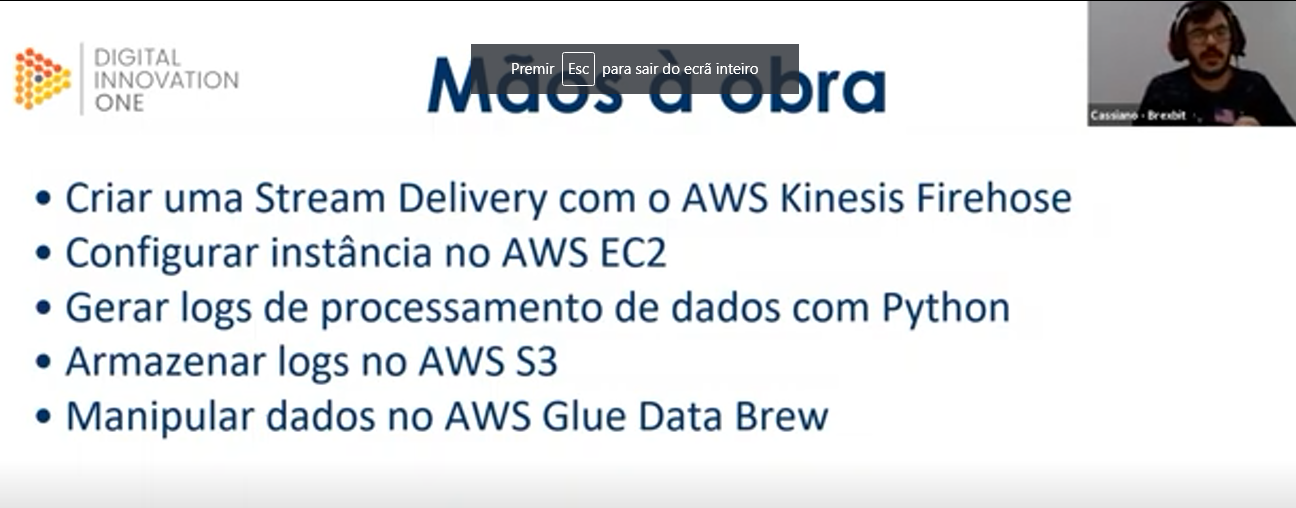 DIGITAL
INNOVATION
ONE
Mãos à obra
Premir Esc para sair do ecrã inteiro
Cassiano - Brexbit
• Criar uma Stream Delivery com o AWS Kinesis Firehose
• Configurar instância no AWS EC2
• Gerar logs de processamento de dados com Python
• Armazenar logs no AWS S3
• Manipular dados no AWS Glue Data Brew